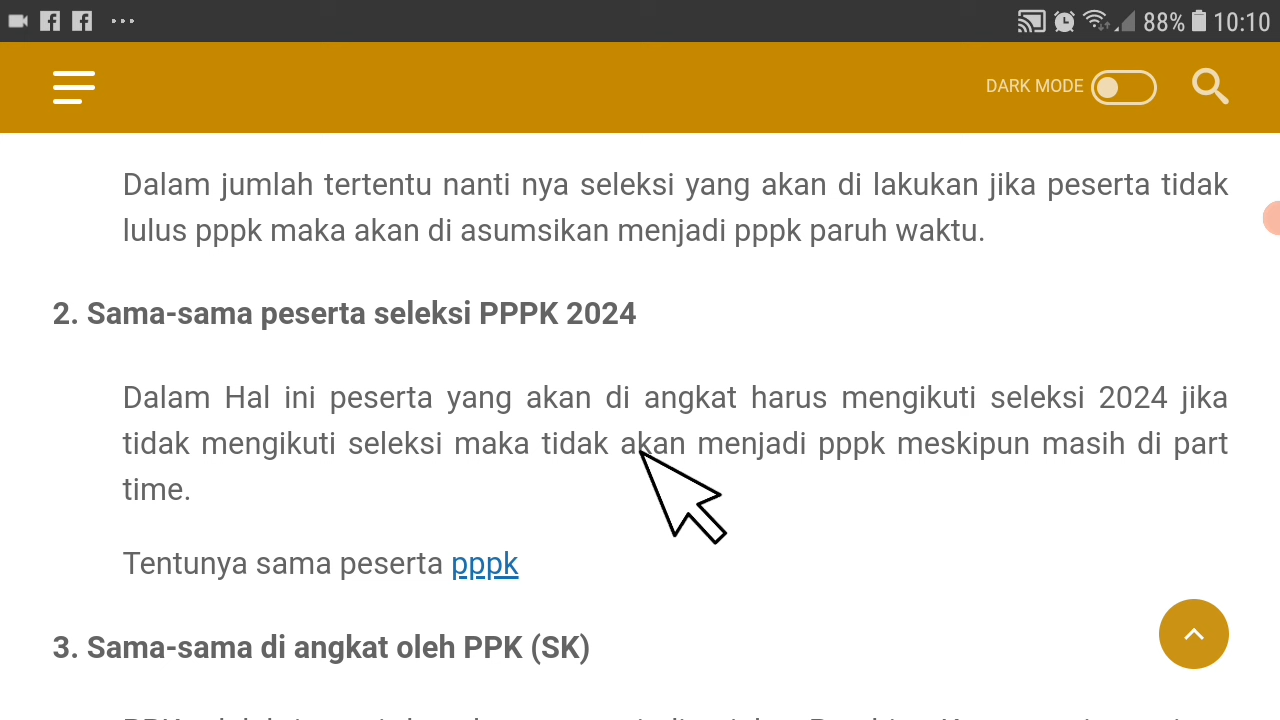 88% 10:10
DARK MODE
Dalam jumlah tertentu nanti nya seleksi yang akan di lakukan jika peserta tidak
lulus pppk maka akan di asumsikan menjadi pppk paruh waktu.
2. Sama-sama peserta seleksi PPPK 2024
Dalam Hal ini peserta yang akan di angkat harus mengikuti seleksi 2024 jika
tidak mengikuti seleksi maka tidak akan menjadi pppk meskipun masih di part
time.
Tentunya sama peserta pppk
3. Sama-sama di angkat oleh PPK (SK)